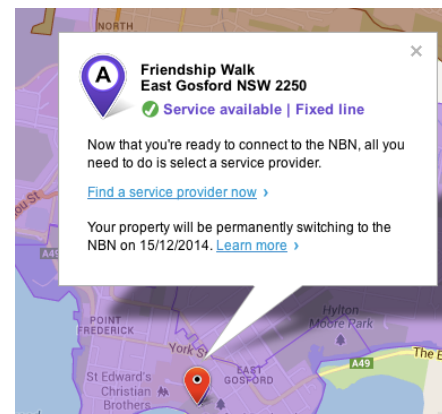 NORTH
×
A
Friendship Walk
East Gosford NSW 2250
Service available | Fixed line
Now that you're ready to connect to the NBN, all you
need to do is select a service provider.
Find a service provider now ›
Your property will be permanently switching to the
NBN on 15/12/2014. Learn more ›
A49
POINT
FREDERICK
York St
Hylton
Moore Park
EAST
GOSFORD
A49
The E
St Edward's
Christian
Brothers